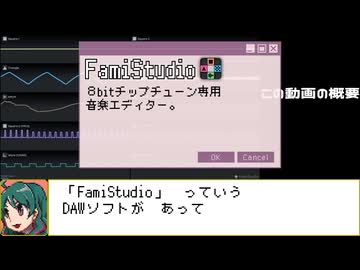 FamiStudio
8bitチップチューン専用
音楽エディター。
この動画の概要
OK
Cancel
「FamiStudio」 っていう
DAWソフトが あって